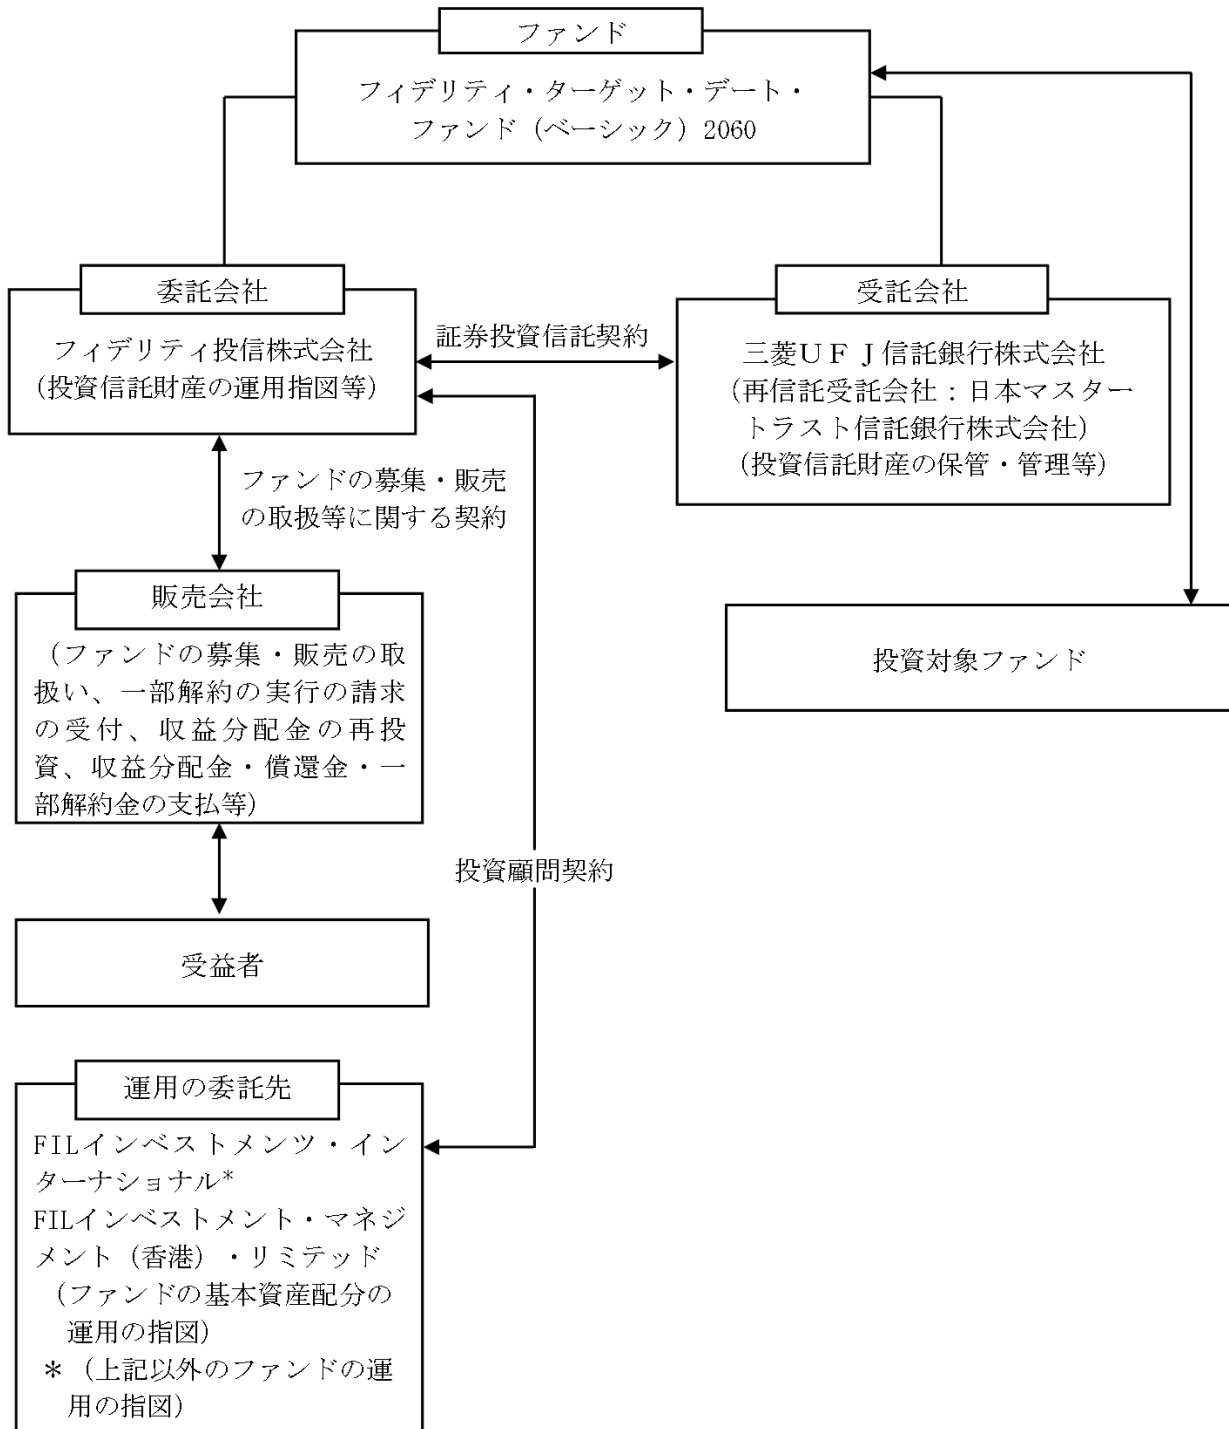 ファンド
フィデリティ・ターゲット・デート・
ファンド（ベーシック）2060
委託会社
フィデリティ投信株式会社
（投資信託財産の運用指図等）
証券投資信託契約
受託会社
三菱ＵＦＪ信託銀行株式会社
（再信託受託会社：日本マスター
トラスト信託銀行株式会社）
（投資信託財産の保管・管理等）
ファンドの募集・販売
の取扱等に関する契約
販売会社
（ファンドの募集・販売の取
扱い、一部解約の実行の請求
の受付、収益分配金の再投
資、収益分配金・償還金・一
部解約金の支払等）
投資対象ファンド
投資顧問契約
受益者
運用の委託先
FILインベストメンツ・イン
ターナショナル*
FILインベストメント・マネジ
メント（香港）・リミテッド
（ファンドの基本資産配分の
運用の指図）
＊（上記以外のファンドの運
用の指図）